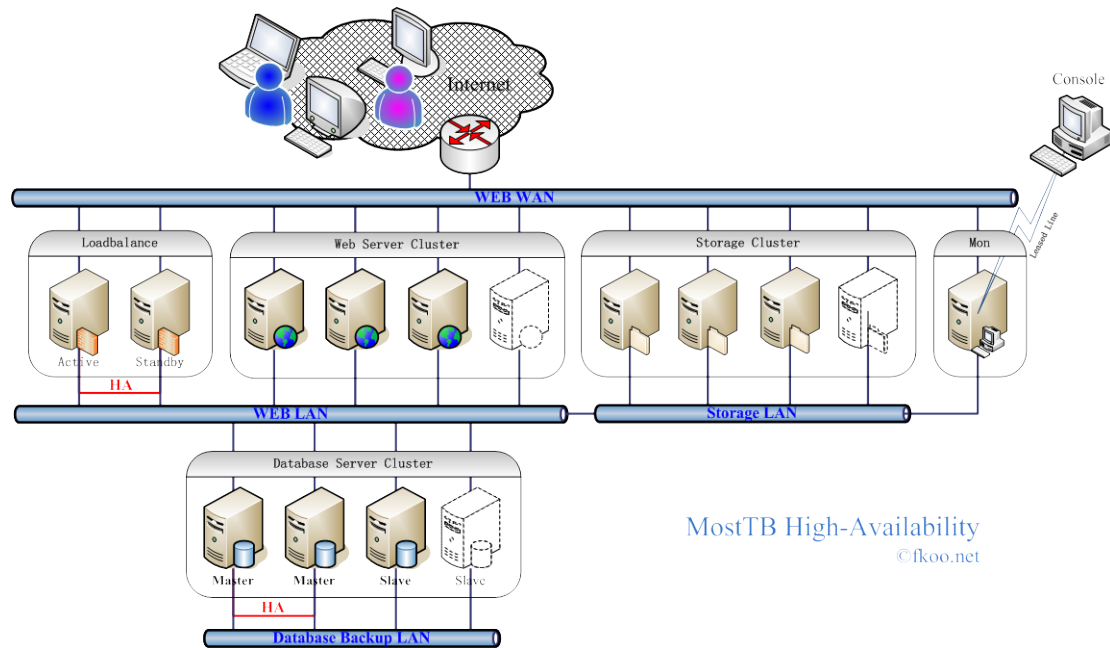 Internet
Console
WEB WAN
Leased Line
Loadbalance
Web Server Cluster
Storage Cluster
Mon
Active
Standby
HA
WEB LAN
Storage LAN
Database Server Cluster
Master
Master
Slave
Slave
HA
Database Backup LAN
MostTB High-Availability
©fkoo.net